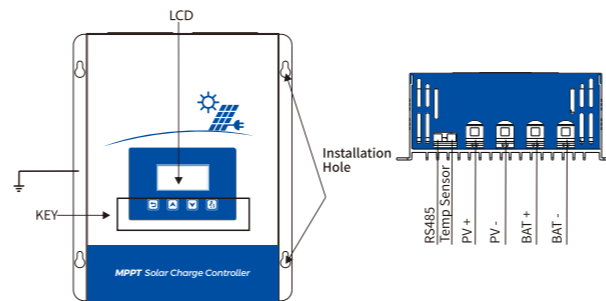 LCD
Installation
Hole
KEY
MPPT Solar Charge Controller
RS485
Temp Sensor
PV +
PV -
BAT +
BAT -